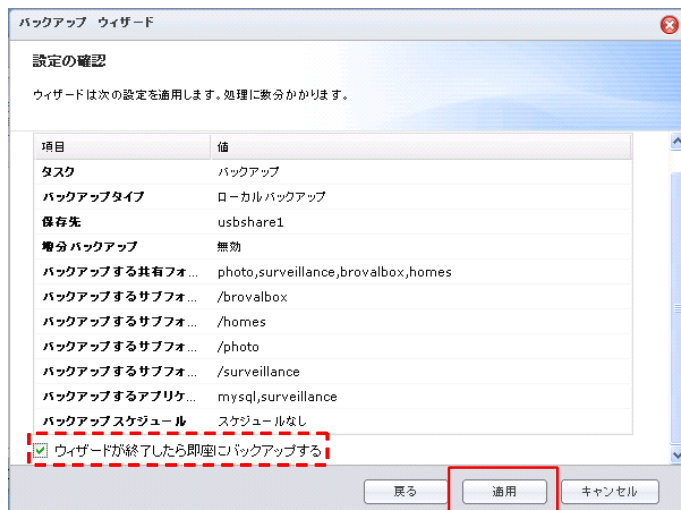 バックアップ ウィザード
設定の確認
ウィザードは次の設定を適用します。処理に数分かかります。
項目 値
タスク バックアップ
バックアップタイプ ローカルバックアップ
保存先 usbshare1
増分バックアップ 無効
バックアップする共有フォ... photo,surveillance,brovalbox,homes
バックアップするサブフォ... /brovalbox
バックアップするサブフォ... /homes
バックアップするサブフォ... /photo
バックアップするサブフォ... /surveillance
バックアップするアプリケ... mysql,surveillance
バックアップスケジュール スケジュールなし
ウィザードが終了したら即座にバックアップする
戻る 適用 キャンセル